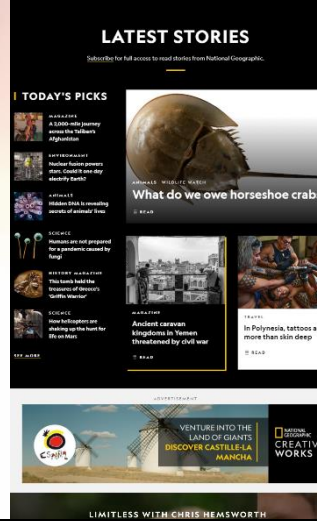 LATEST STORIES
Subscribe for full access to read stories from National Geographic.
TODAY'S PICKS
MAGAZINE
A 2,000-mile journey
across the Taliban's
Afghanistan
ENVIRONMENT
Nuclear fusion powers
stars. Could it one day
electrify Earth?
ANIMALS
Hidden DNA is revealing
secrets of animals' lives
SCIENCE
Humans are not prepared
for a pandemic caused by
fungi
HISTORY MAGAZINE
This tomb held the
treasures of Greece's
'Griffin Warrior'
SCIENCE
How helicopters are
shaking up the hunt for
life on Mars
SEE MORE
ANIMALS WILDLIFE WATCH
What do we owe horseshoe crab
READ
MAGAZINE
Ancient caravan
kingdoms in Yemen
threatened by civil war
READ
TRAVEL
In Polynesia, tattoos a
more than skin deep
READ
ADVERTISEMENT
España
VENTURE INTO THE
LAND OF GIANTS
DISCOVER CASTILLE-LA
MANCHA
NATIONAL
GEOGRAPHIC
CREATIV
WORKS
LIMITLESS WITH CHRIS HEMSWORTH